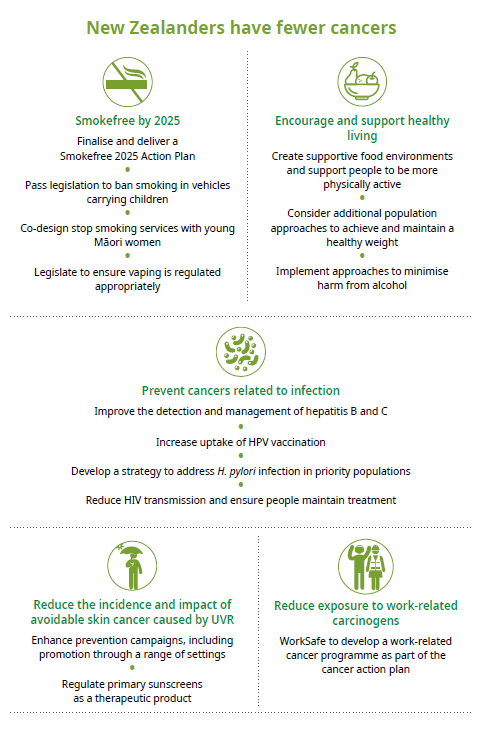 New Zealanders have fewer cancers
Smokefree by 2025
Finalise and deliver a
Smokefree 2025 Action Plan
Pass legislation to ban smoking in vehicles
carrying children
Co-design stop smoking services with young
Māori women
Legislate to ensure vaping is regulated
appropriately
Encourage and support healthy
living
Create supportive food environments
and support people to be more
physically active
Consider additional population
approaches to achieve and maintain a
healthy weight
Implement approaches to minimise
harm from alcohol
Prevent cancers related to infection
Improve the detection and management of hepatitis B and C
Increase uptake of HPV vaccination
Develop a strategy to address H. pylori infection in priority populations
Reduce HIV transmission and ensure people maintain treatment
Reduce the incidence and impact of
avoidable skin cancer caused by UVR
Enhance prevention campaigns, including
promotion through a range of settings
Regulate primary sunscreens
as a therapeutic product
Reduce exposure to work-related
carcinogens
WorkSafe to develop a work-related
cancer programme as part of the
cancer action plan